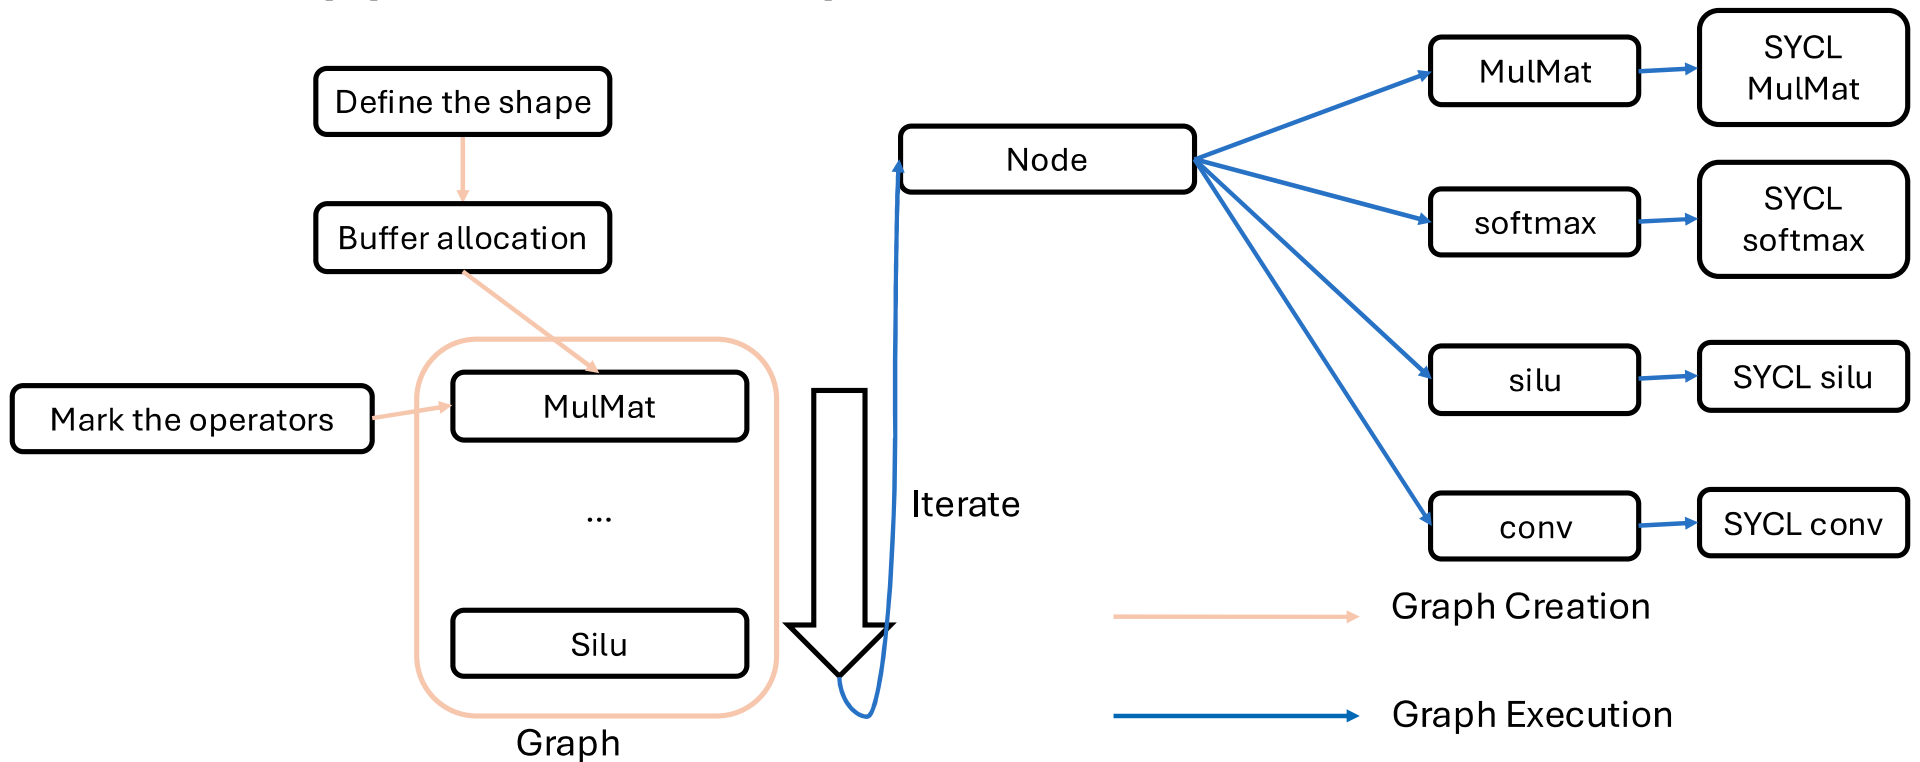 Define the shape
Buffer allocation
Mark the operators
MulMat
...
Silu
Graph
Iterate
Node
MulMat
SYCL
MulMat
softmax
SYCL
softmax
silu
SYCL silu
conv
SYCL conv
Graph Creation
Graph Execution